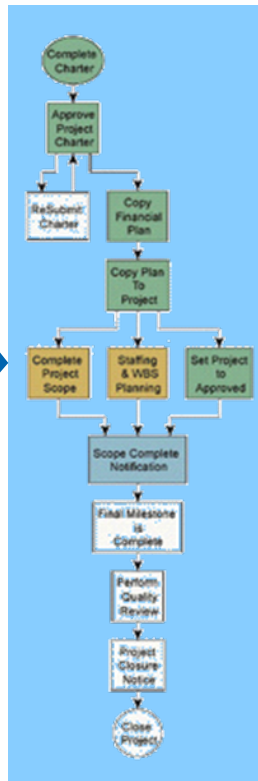 Complete
Charter
Approve
Project
Charter
ReSubmit
Charter
Copy
Financial
Plan
Copy Plan
To
Project
Complete
Project
Scope
Staffing
& WBS
Planning
Set Project
to
Approved
Scope Complete
Notification
Final Milestone
is
Complete
Perform
Quality
Review
Project
Closure
Notice
Close
Project